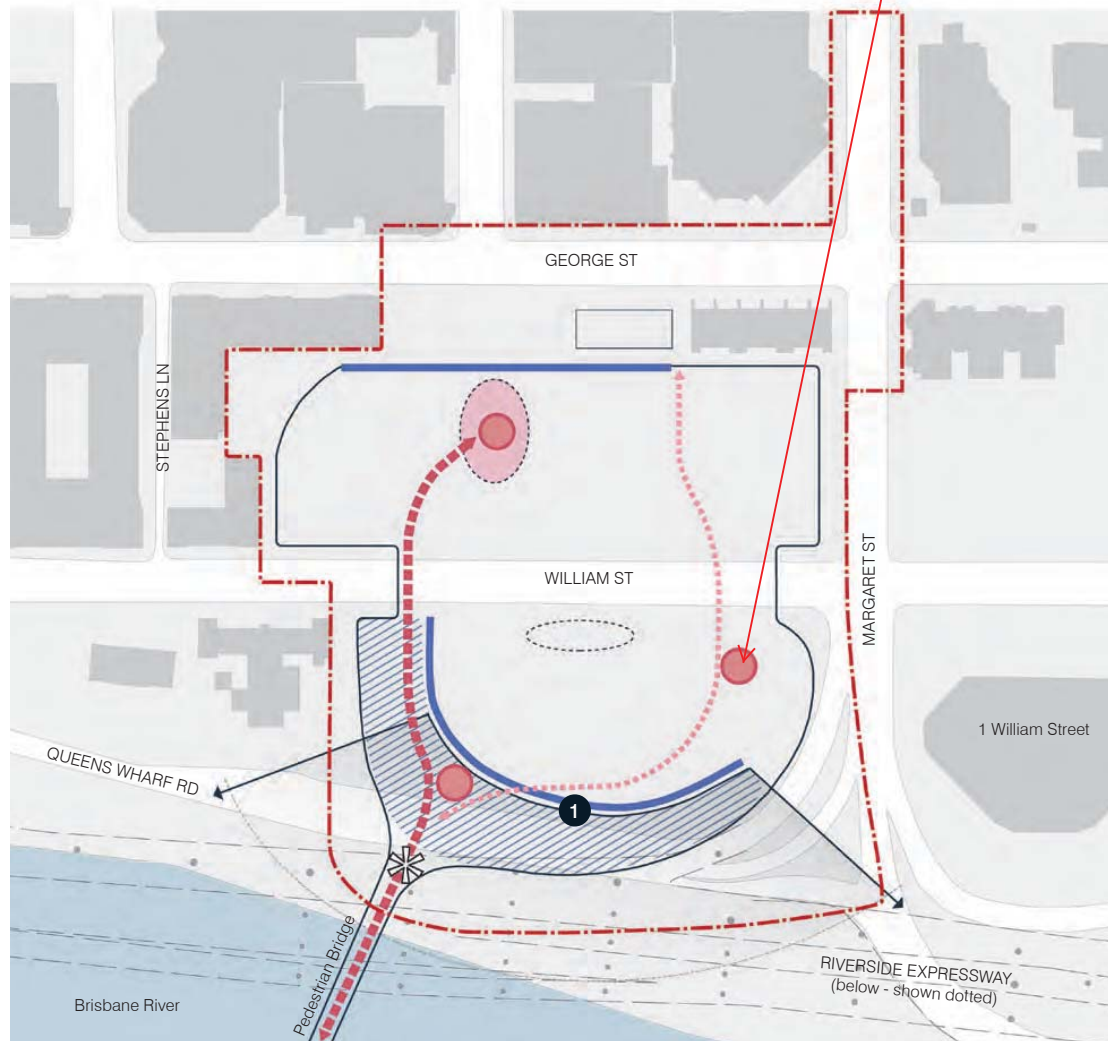 GEORGE ST
STEPHENS LN
WILLIAM ST
MARGARET ST
1 William Street
QUEENS WHARF RD
1
Pedestrian Bridge
RIVERSIDE EXPRESSWAY
(below - shown dotted)
Brisbane River